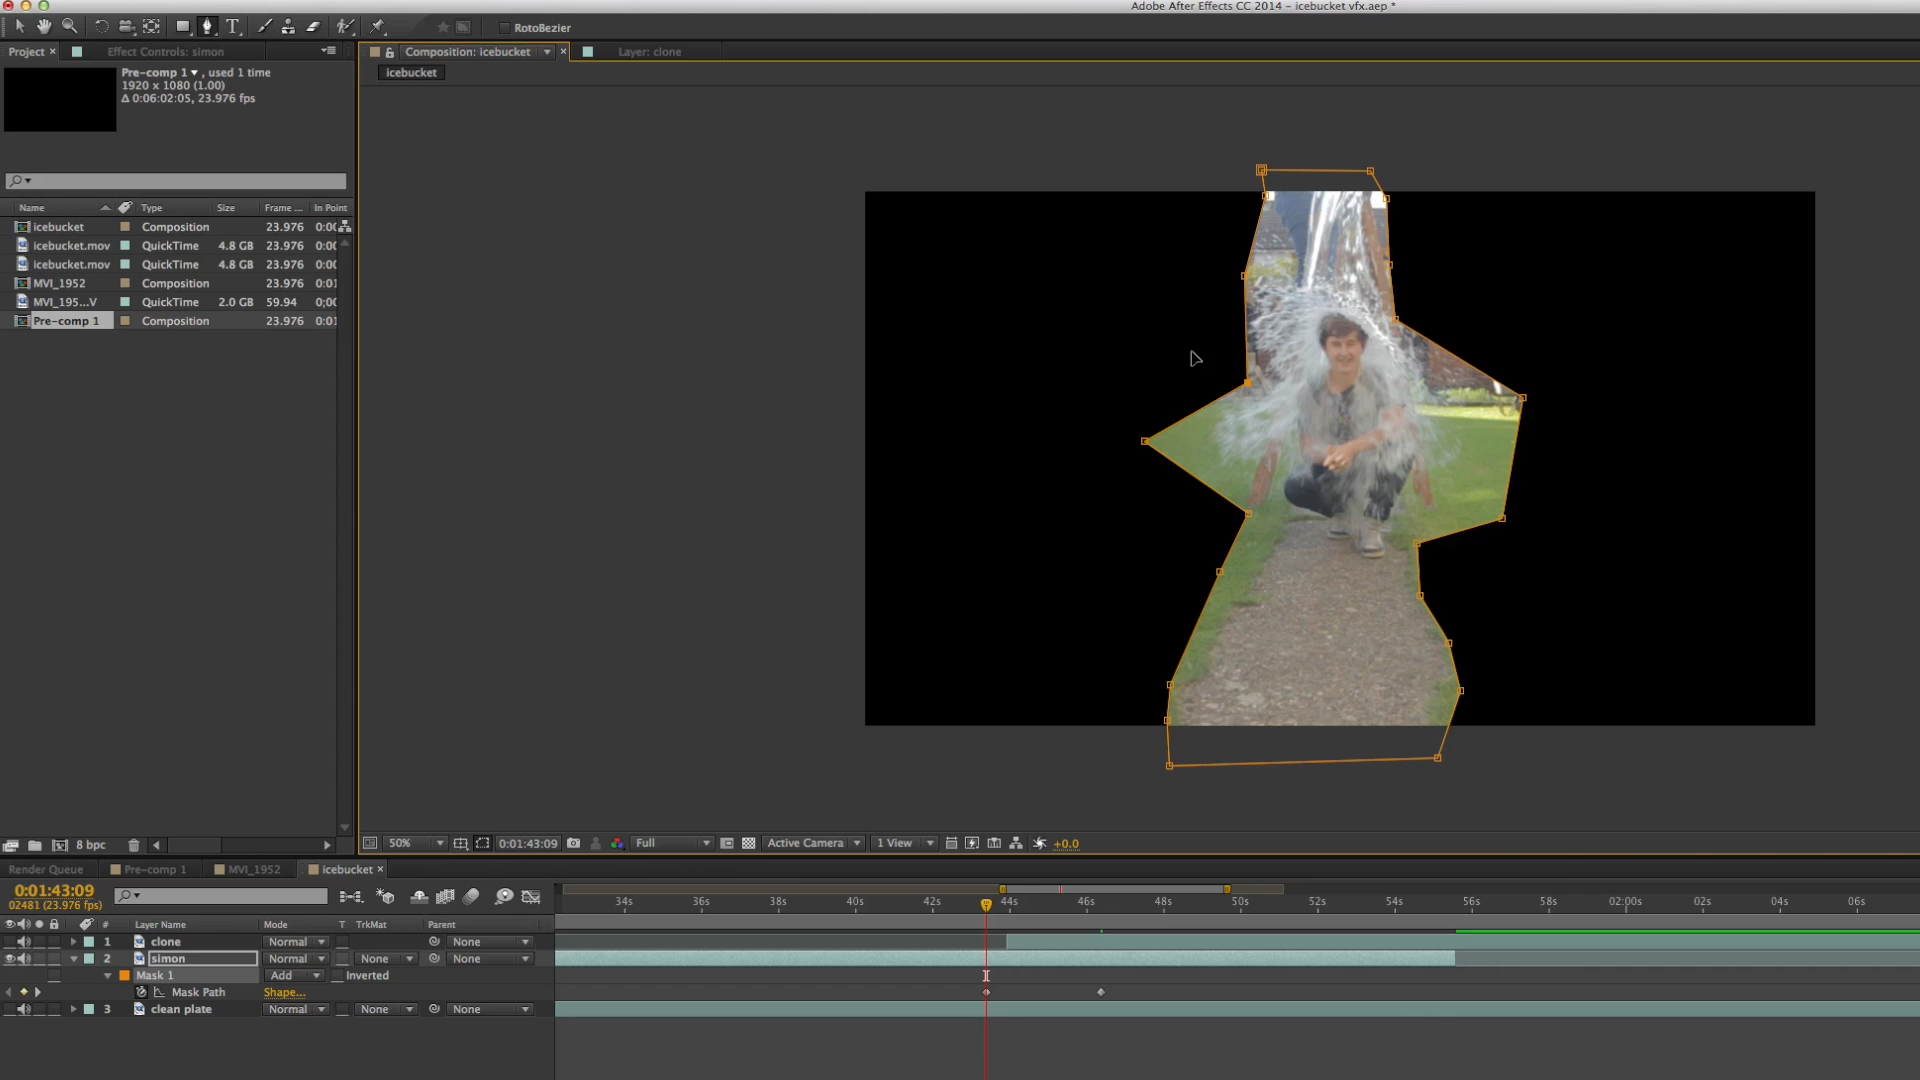 Adobe After Effects CC 2014 - icebucket vfx.aep *
T
RotoBezier
Project ×
Effect Controls: simon
Composition: icebucket
Layer: clone
Pre-comp 1 , used 1 time
1920 x 1080 (1.00)
Δ 0:06:02:05, 23.976 fps
icebucket
Name Type Size Frame ... In Point
icebucket Composition 23.976 0:00
icebucket.mov QuickTime 4.8 GB 23.976 0:00
icebucket.mov QuickTime 4.8 GB 23.976 0:00
MVI_1952 Composition 23.976 0:01
MVI_195...V QuickTime 2.0 GB 59.94 0;00
Pre-comp 1 Composition 23.976 0:01
8 bpc
50% 0:01:43:09 Full Active Camera 1 View +0.0
Render Queue Pre-comp 1 MVI_1952 icebucket ×
0:01:43:09
02481 (23.976 fps)
34s 36s 38s 40s 42s 44s 46s 48s 50s 52s 54s 56s 58s 02:00s 02s 04s 06s
# Layer Name Mode T TrkMat Parent
1 clone Normal None
2 simon Normal None None
Mask 1 Add Inverted
Mask Path Shape...
3 clean plate Normal None None